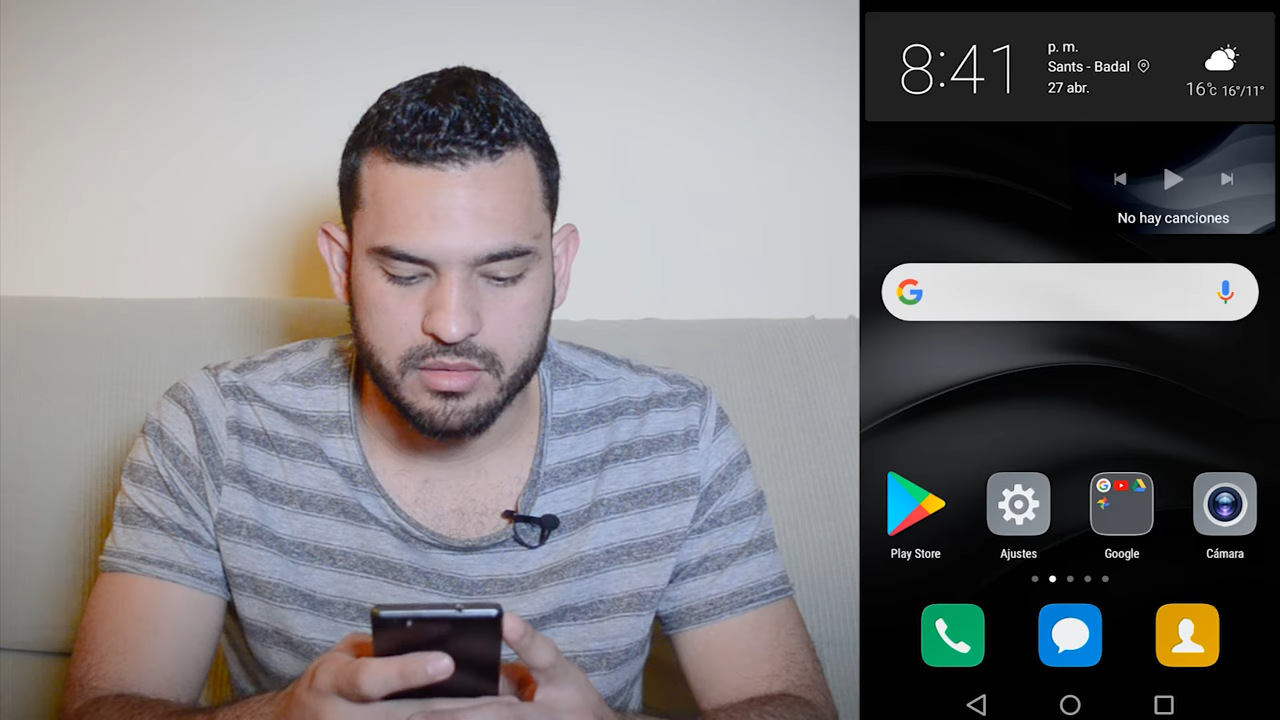 8:41
p. m.
Sants - Badal
27 abr.
16°c 16°/11°
No hay canciones
Play Store
Ajustes
Google
Cámara